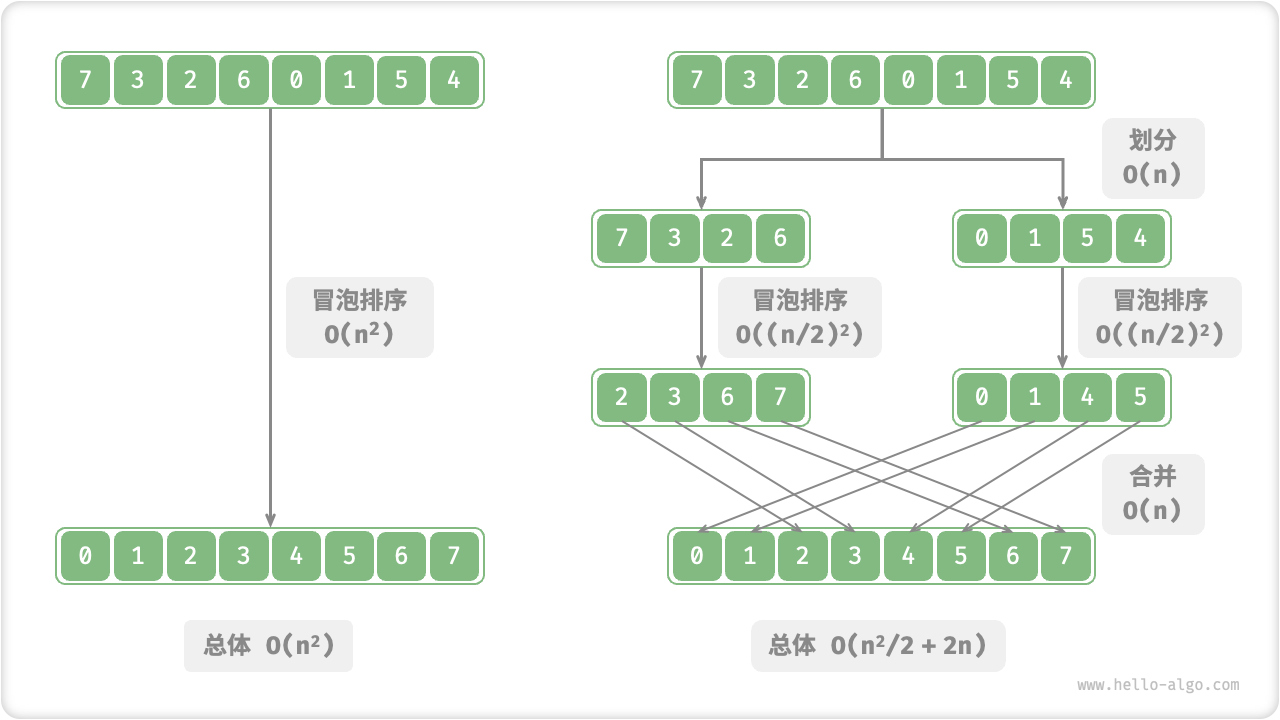 7 3 2 6 0 1 5 4
冒泡排序
O(n²)
0 1 2 3 4 5 6 7
总体 O(n²)
7 3 2 6 0 1 5 4
划分
O(n)
7 3 2 6
0 1 5 4
冒泡排序
O((n/2)²)
冒泡排序
O((n/2)²)
2 3 6 7
0 1 4 5
合并
O(n)
0 1 2 3 4 5 6 7
总体 O(n²/2 + 2n)
www.hello-algo.com